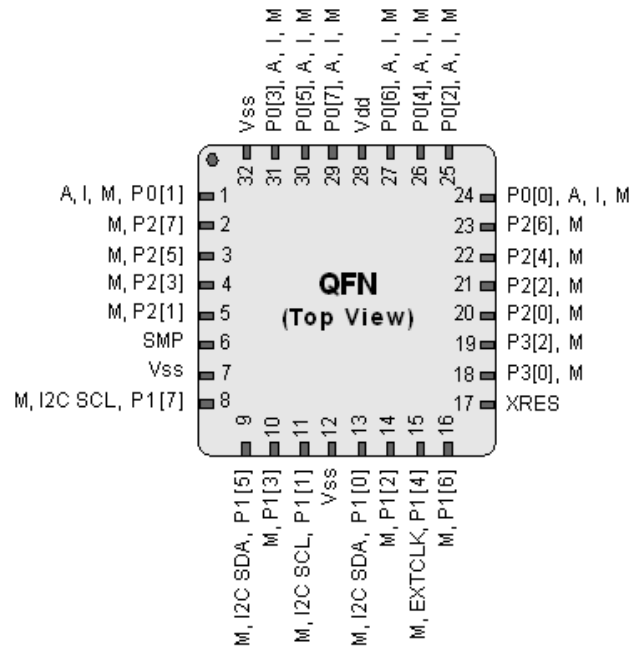 Vss
P0[3], A, I, M
P0[5], A, I, M
P0[7], A, I, M
Vdd
P0[6], A, I, M
P0[4], A, I, M
P0[2], A, I, M
32
31
30
29
28
27
26
25
A, I, M, P0[1]
1
M, P2[7]
2
M, P2[5]
3
M, P2[3]
4
M, P2[1]
5
SMP
6
Vss
7
M, I2C SCL, P1[7]
8
QFN
(Top View)
24
P0[0], A, I, M
23
P2[6], M
22
P2[4], M
21
P2[2], M
20
P2[0], M
19
P3[2], M
18
P3[0], M
17
XRES
9
10
11
12
13
14
15
16
M, I2C SDA, P1[5]
M, P1[3]
M, I2C SCL, P1[1]
Vss
M, I2C SDA, P1[0]
M, P1[2]
M, EXTCLK, P1[4]
M, P1[6]